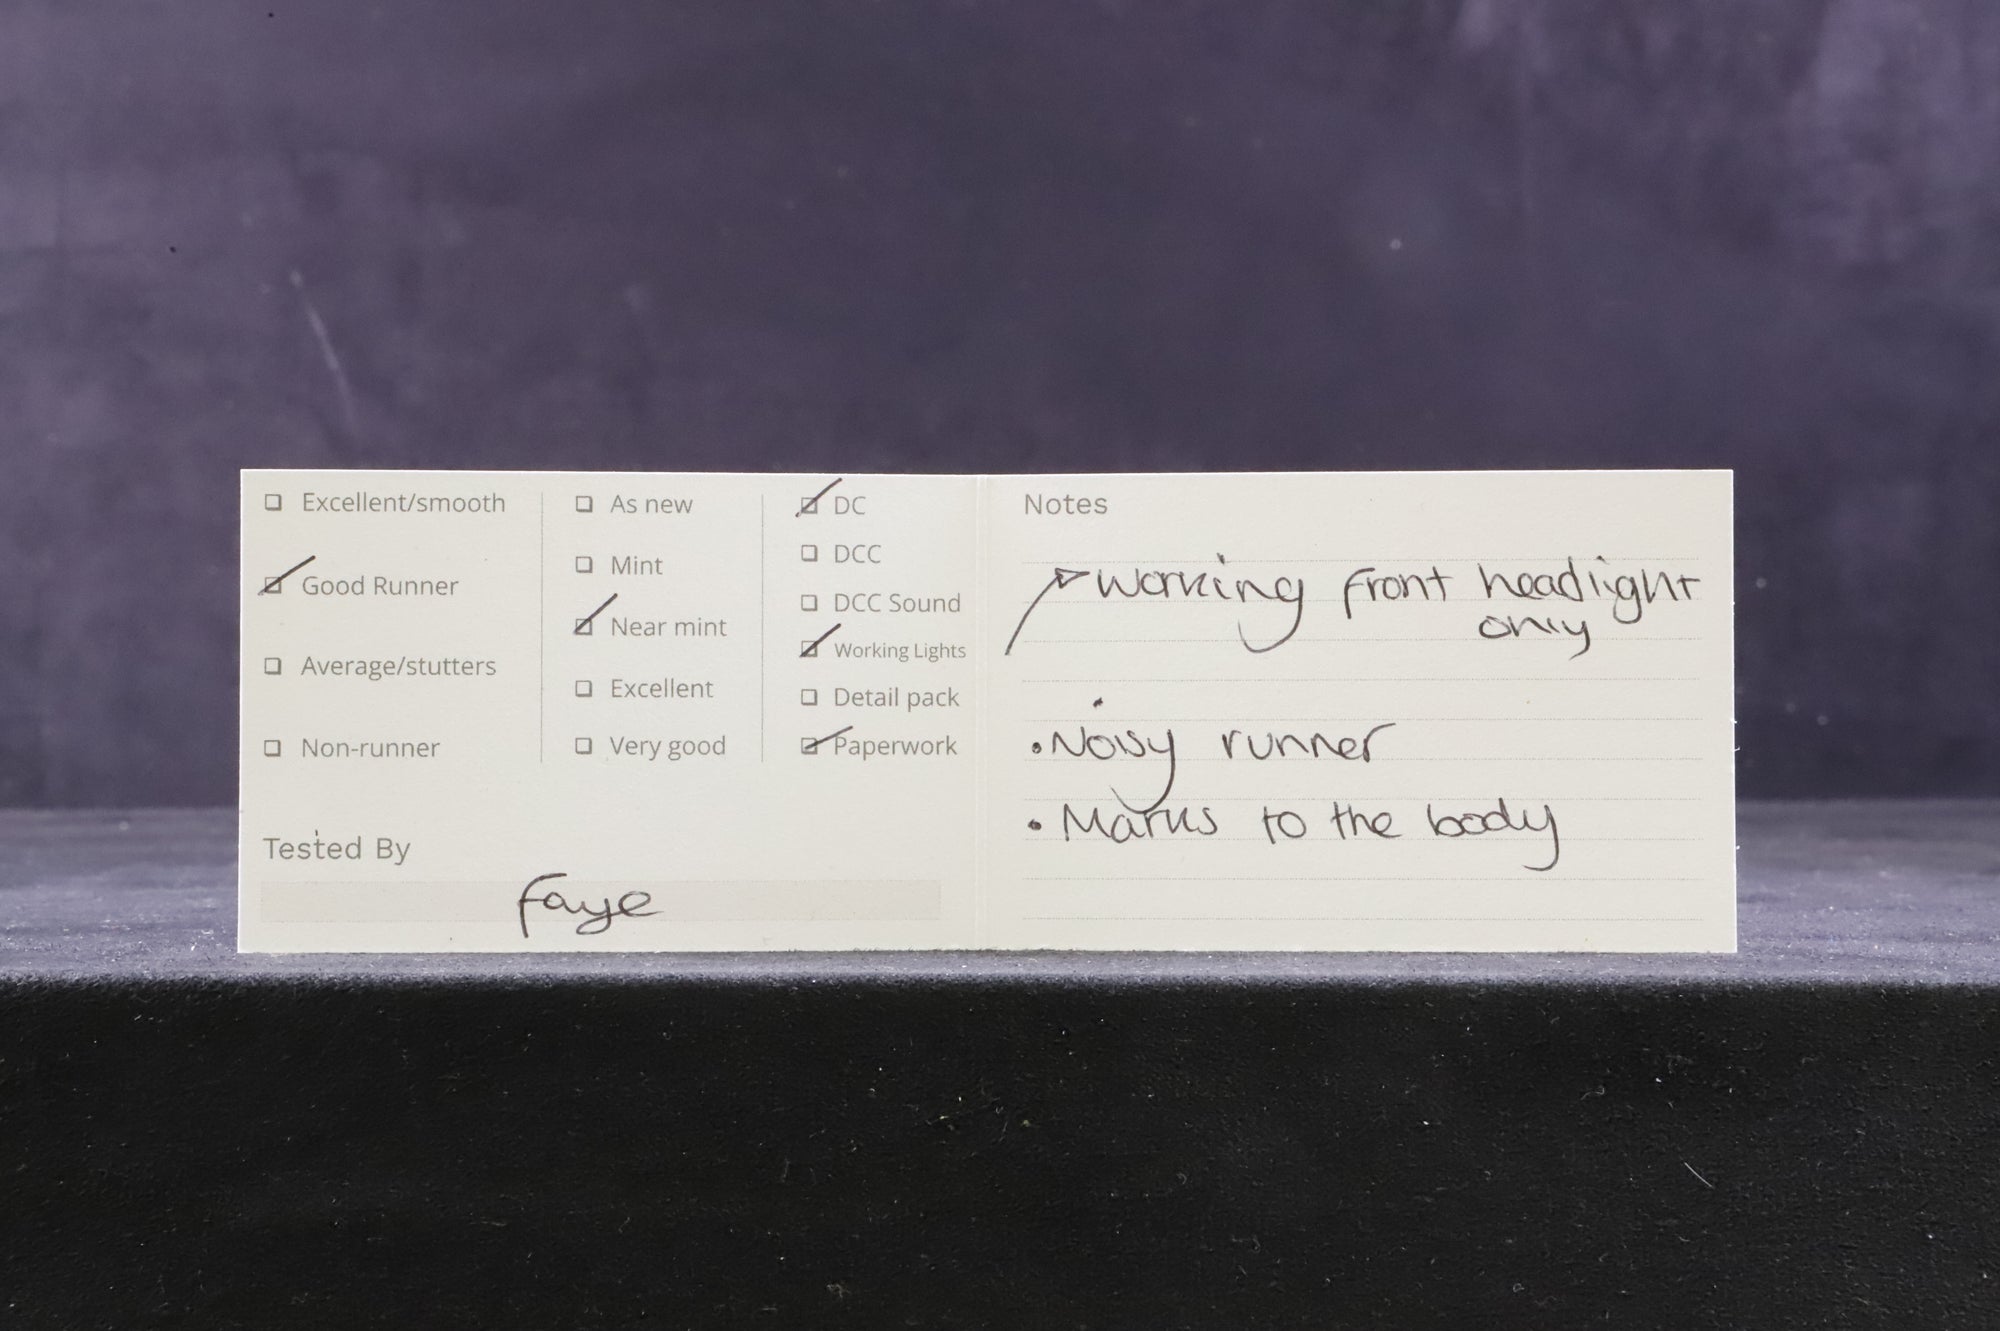 Excellent/smooth
Good Runner
Average/stutters
Non-runner
As new
Mint
Near mint
Excellent
Very good
DC
DCC
DCC Sound
Working Lights
Detail pack
Paperwork
Tested By
Faye
Notes
Working front headlight
only
• Noisy runner
• Marks to the body